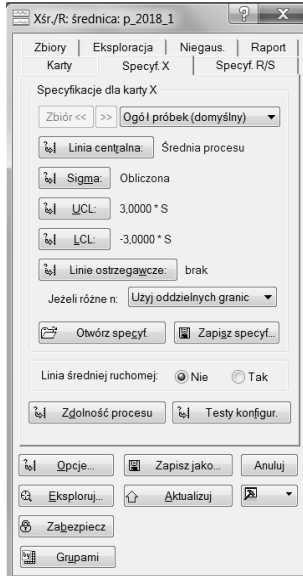 Xśr./R: średnica: p_2018_1 ? X
Zbiory Eksploracja Niegaus. Raport
Karty Specyf. X Specyf. R/S
Specyfikacje dla karty X
Zbiór << >> Ogół próbek (domyślny)
Linia centralna: Średnia procesu
Sigma: Obliczona
UCL: 3,0000 * S
LCL: -3,0000 * S
Linie ostrzegawcze: brak
Jeżeli różne n: Użyj oddzielnych granic
Otwórz specyf. Zapisz specyf...
Linia średniej ruchomej: Nie Tak
Zdolność procesu Testy konfigur.
Opcje... Zapisz jako... Anuluj
Eksploruj... Aktualizuj
Zabezpiecz
Grupami